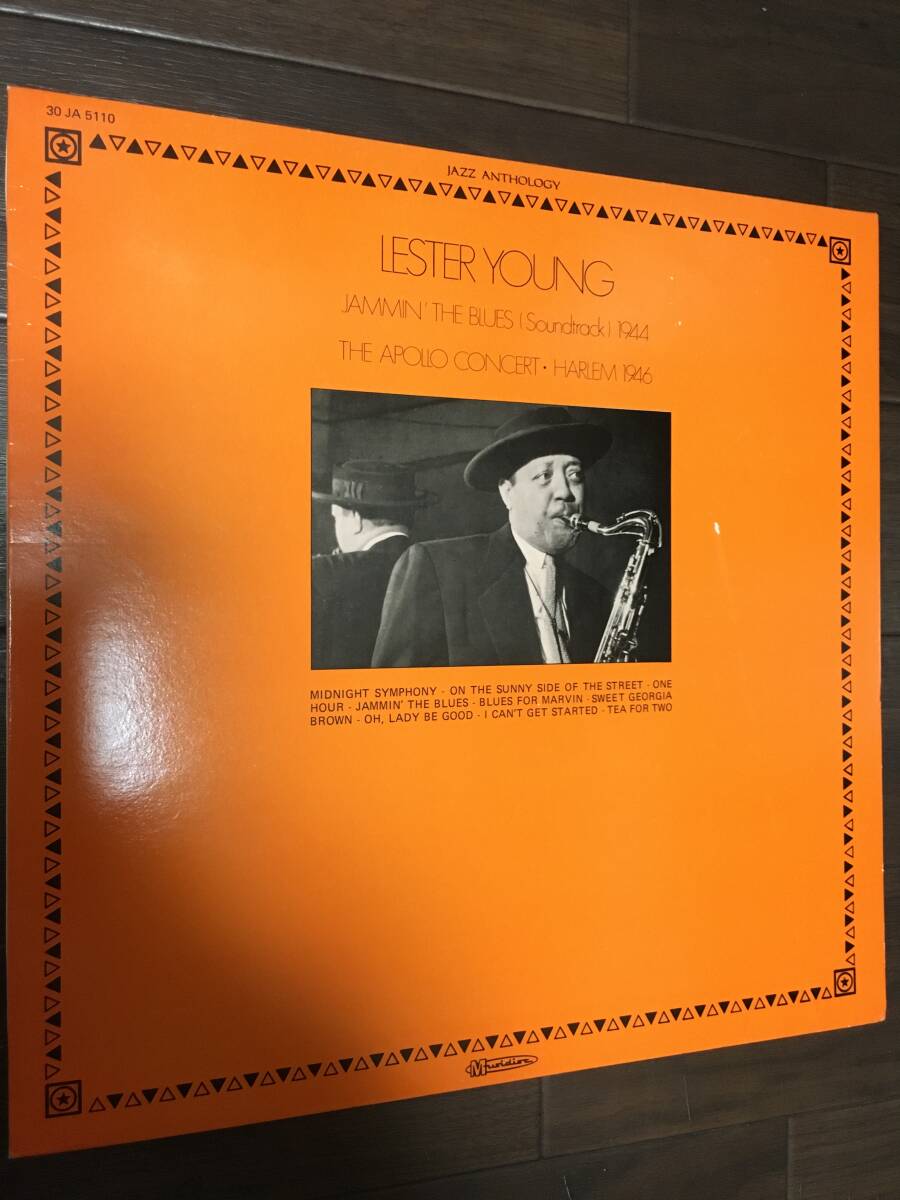 30 JA 5110
JAZZ ANTHOLOGY
LESTER YOUNG
JAMMIN' THE BLUES (Soundtrack) 1944
THE APOLLO CONCERT • HARLEM 1946
MIDNIGHT SYMPHONY - ON THE SUNNY SIDE OF THE STREET - ONE
HOUR - JAMMIN' THE BLUES - BLUES FOR MARVIN - SWEET GEORGIA
BROWN - OH, LADY BE GOOD - I CAN'T GET STARTED - TEA FOR TWO
Musidisc